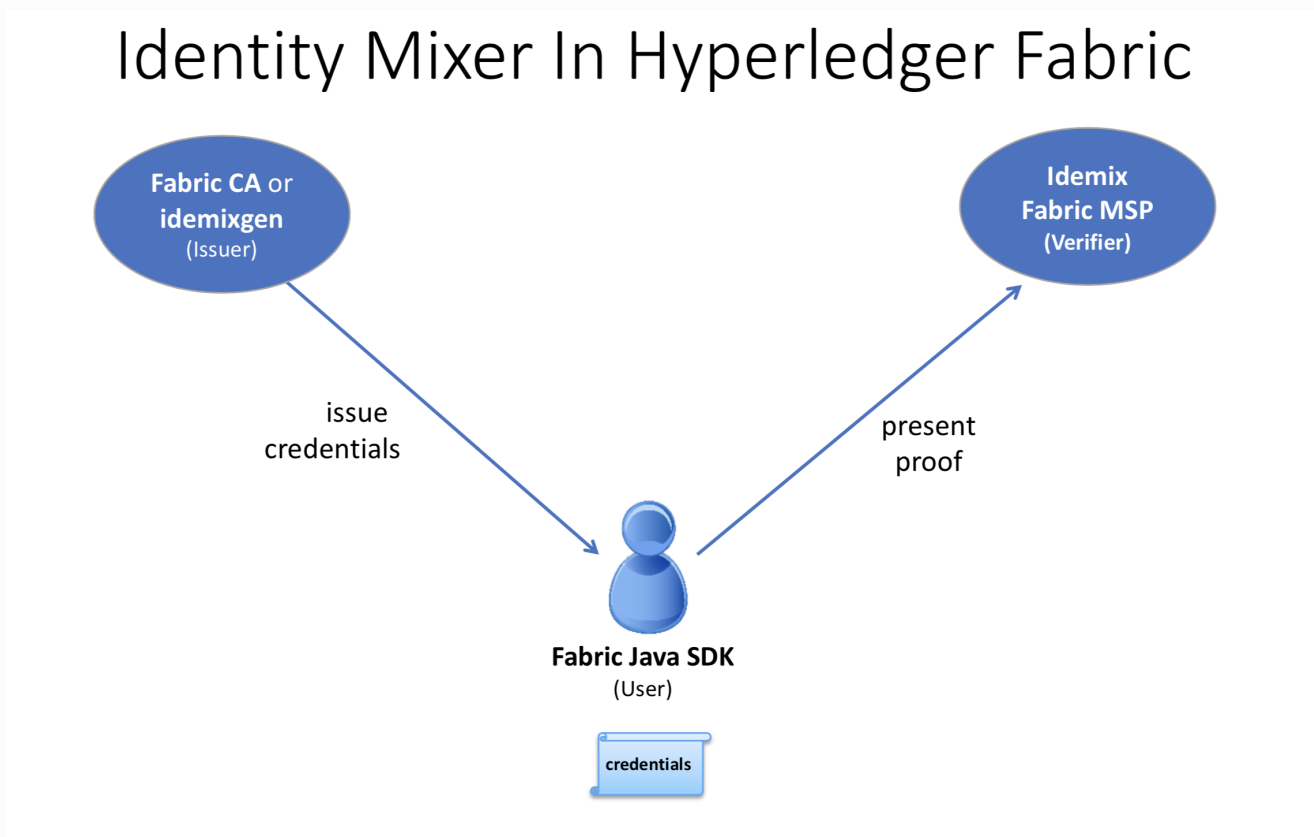 Identity Mixer In Hyperledger Fabric
Fabric CA or
idemixgen
(Issuer)
Idemix
Fabric MSP
(Verifier)
issue
credentials
present
proof
Fabric Java SDK
(User)
credentials